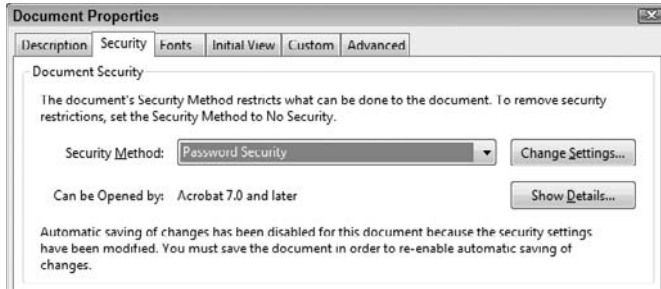 Document Properties
Description Security Fonts Initial View Custom Advanced
Document Security
The document's Security Method restricts what can be done to the document. To remove security
restrictions, set the Security Method to No Security.
Security Method: Password Security Change Settings...
Can be Opened by: Acrobat 7.0 and later Show Details...
Automatic saving of changes has been disabled for this document because the security settings
have been modified. You must save the document in order to re-enable automatic saving of
changes.